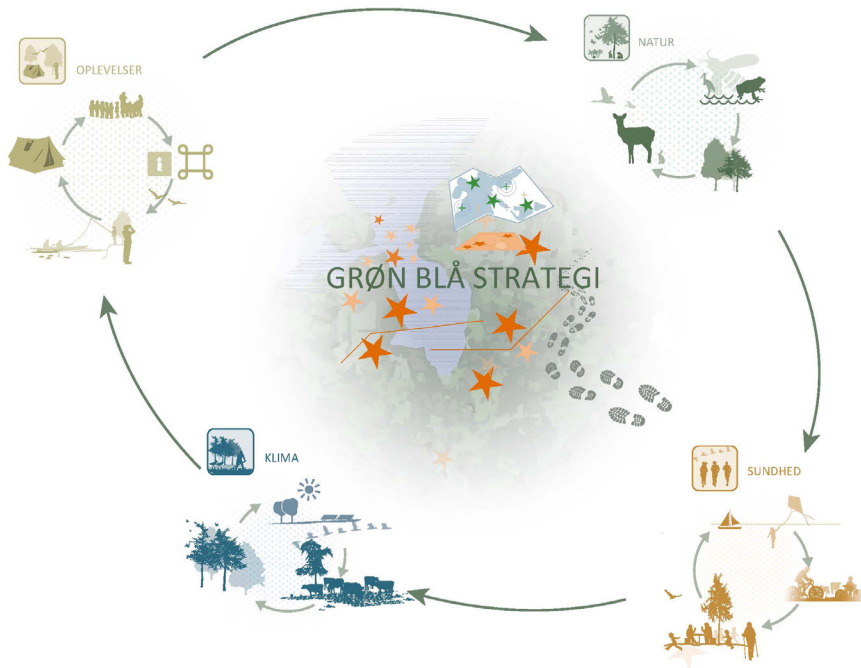 OPLEVELSER
NATUR
GRØN BLÅ STRATEGI
KLIMA
SUNDHED